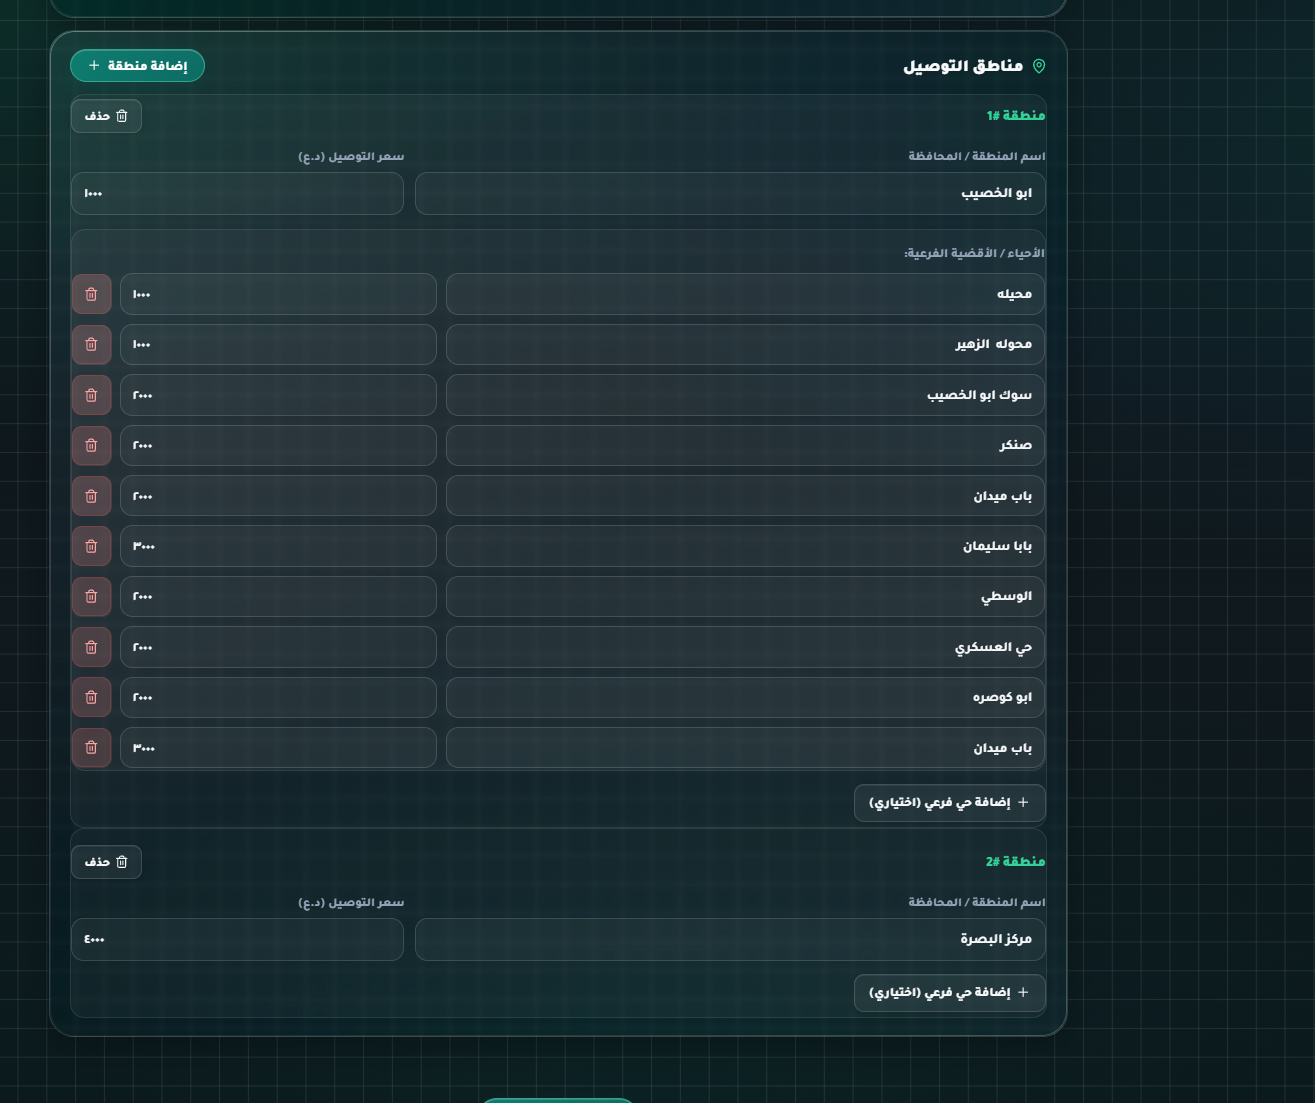 مناطق التوصيل
إضافة منطقة +
منطقة #1
حذف
اسم المنطقة / المحافظة
سعر التوصيل (د.ع)
ابو الخصيب
١٠٠٠
الأحياء / الأقضية الفرعية:
محيله
١٠٠٠
محوله الزهير
١٠٠٠
سوك ابو الخصيب
٢٠٠٠
صنكر
٢٠٠٠
باب ميدان
٢٠٠٠
بابا سليمان
٣٠٠٠
الوسطي
٢٠٠٠
حي العسكري
٢٠٠٠
ابو كوصره
٢٠٠٠
باب ميدان
٣٠٠٠
+ إضافة حي فرعي (اختياري)
منطقة #2
حذف
اسم المنطقة / المحافظة
سعر التوصيل (د.ع)
مركز البصرة
٤٠٠٠
+ إضافة حي فرعي (اختياري)